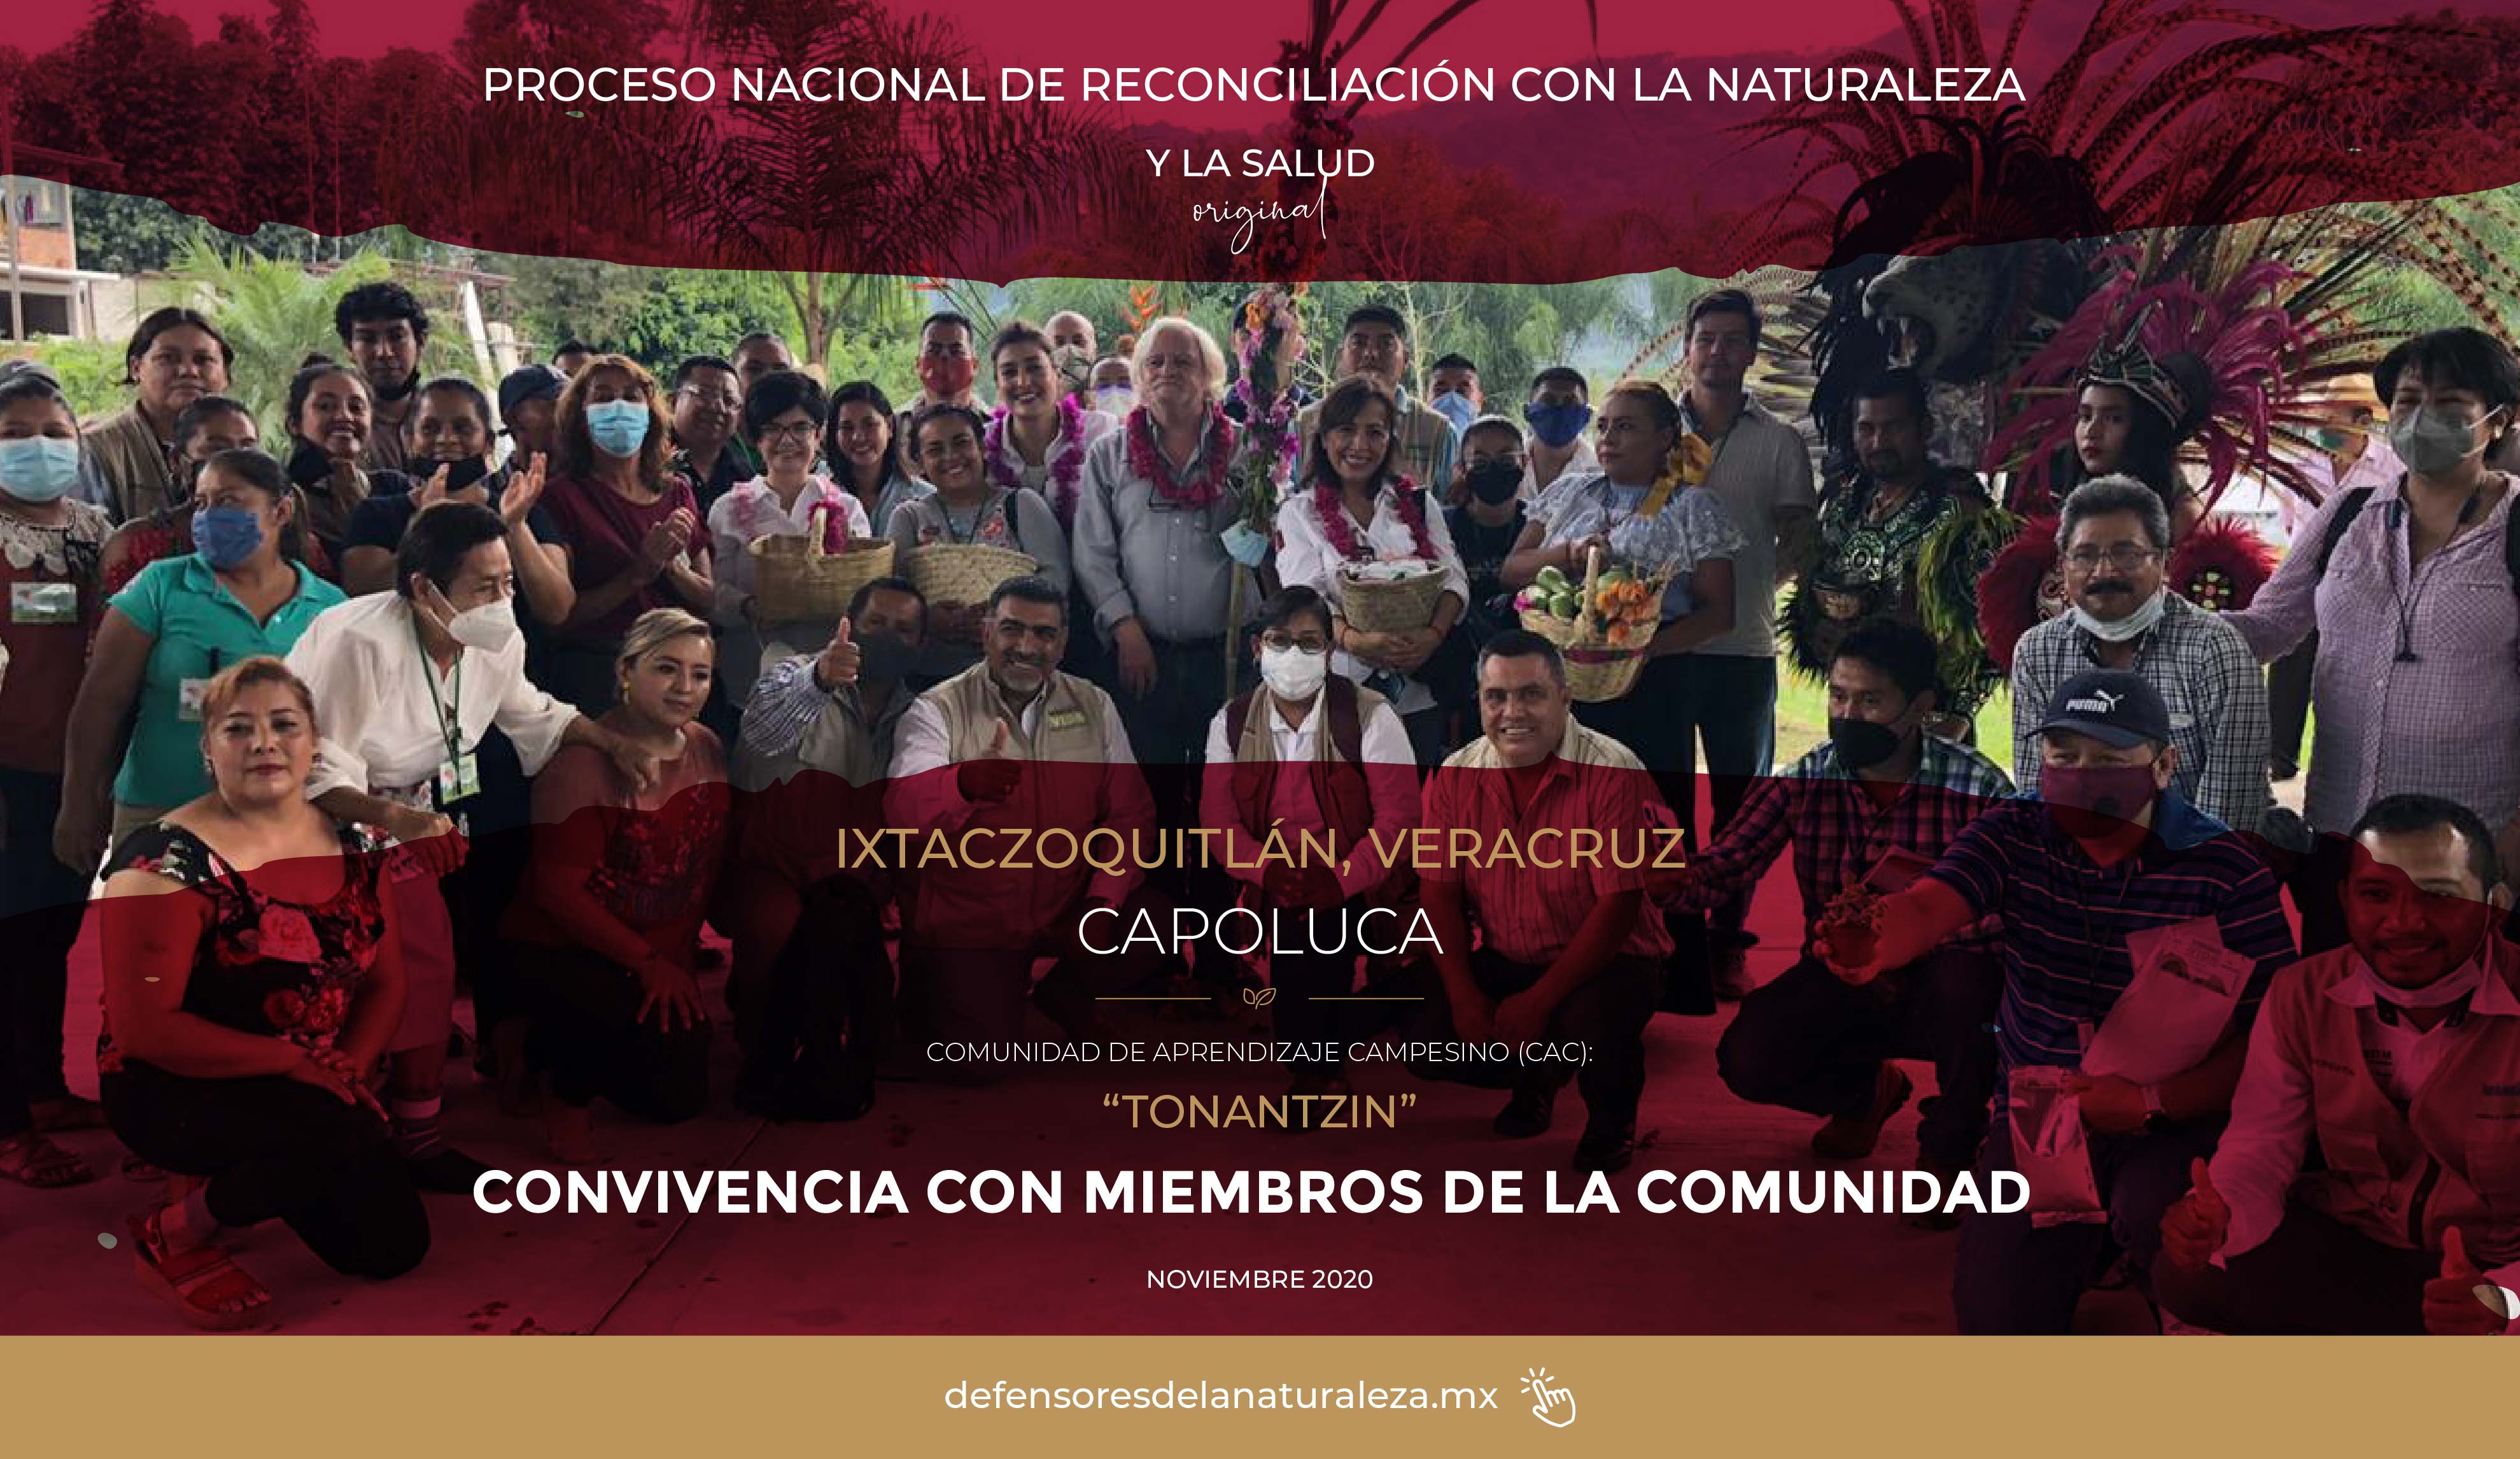 PROCESO NACIONAL DE RECONCILIACIÓN CON LA NATURALEZA
Y LA SALUD
original
PUMA
IXTACZOQUITLÁN, VERACRUZ
CAPOLUCA
COMUNIDAD DE APRENDIZAJE CAMPESINO (CAC):
“TONANTZIN”
CONVIVENCIA CON MIEMBROS DE LA COMUNIDAD
NOVIEMBRE 2020
defensoresdelanaturaleza.mx